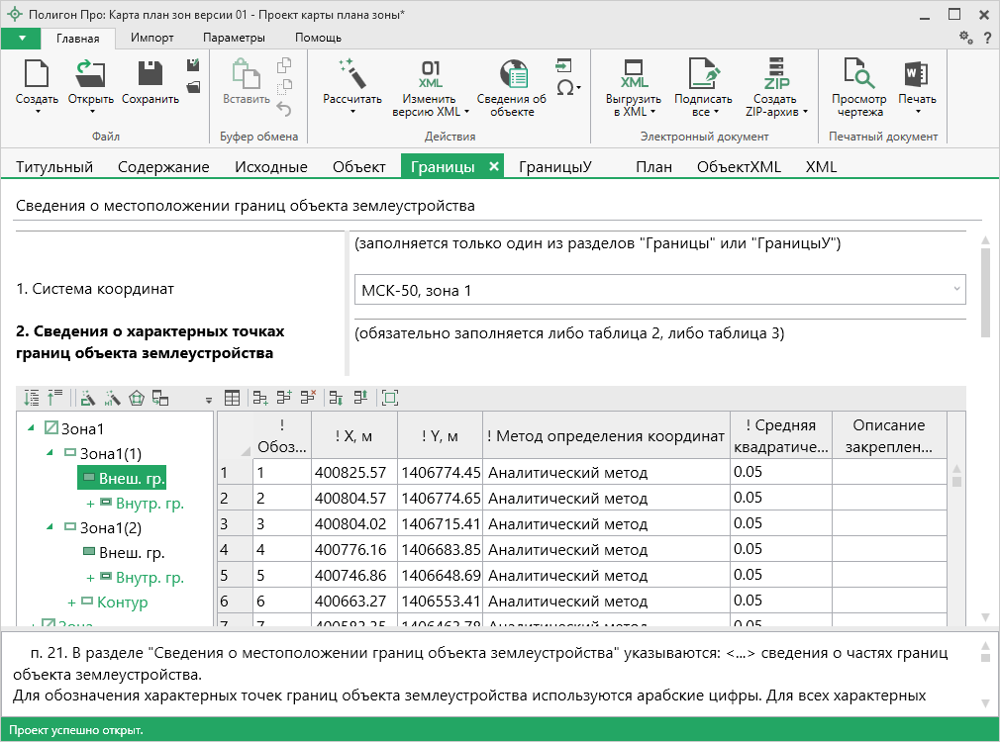 Полигон Про: Карта план зон версии 01 - Проект карты плана зоны*
Главная Импорт Параметры Помощь ?
Создать Открыть Сохранить
Файл
Вставить
Буфер обмена
Рассчитать
01 XML
Изменить версию XML
Сведения об объекте
Ω
Действия
XML
Выгрузить в XML
Подписать все
ZIP
Создать ZIP-архив
Электронный документ
Просмотр чертежа
W
Печать
Печатный документ
Титульный Содержание Исходные Объект Границы ГраницыУ План ОбъектXML XML
Сведения о местоположении границ объекта землеустройства
(заполняется только один из разделов "Границы" или "ГраницыУ")
1. Система координат
МСК-50, зона 1
2. Сведения о характерных точках
границ объекта землеустройства
(обязательно заполняется либо таблица 2, либо таблица 3)
Зона1
Зона1(1)
Внеш. гр.
+ Внутр. гр.
Зона1(2)
Внеш. гр.
+ Внутр. гр.
+ Контур
+ Зона
! Обоз... ! X, м ! Y, м ! Метод определения координат ! Средняя квадратиче... Описание закреплен...
1 1 400825.57 1406774.45 Аналитический метод 0.05
2 2 400804.57 1406774.65 Аналитический метод 0.05
3 3 400804.02 1406715.41 Аналитический метод 0.05
4 4 400776.16 1406683.85 Аналитический метод 0.05
5 5 400746.86 1406648.69 Аналитический метод 0.05
6 6 400663.27 1406553.41 Аналитический метод 0.05
7 7 Аналитический метод 0.05
п. 21. В разделе "Сведения о местоположении границ объекта землеустройства" указываются: <...> сведения о частях границ
объекта землеустройства.
Для обозначения характерных точек границ объекта землеустройства используются арабские цифры. Для всех характерных
Проект успешно открыт.